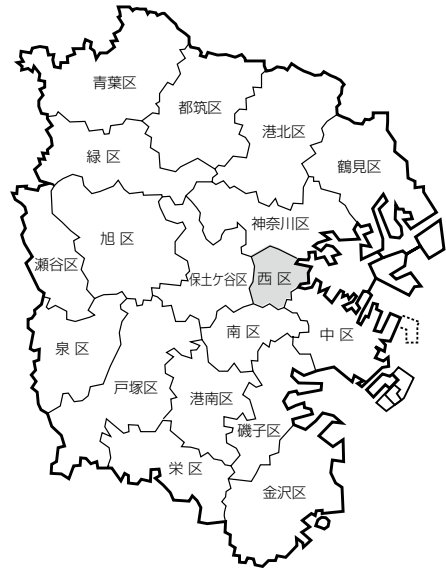 青葉区
都筑区
港北区
緑 区
鶴見区
神奈川区
旭 区
瀬谷区
保土ケ谷区
西 区
南 区
中 区
泉 区
戸塚区
港南区
磯子区
栄 区
金沢区